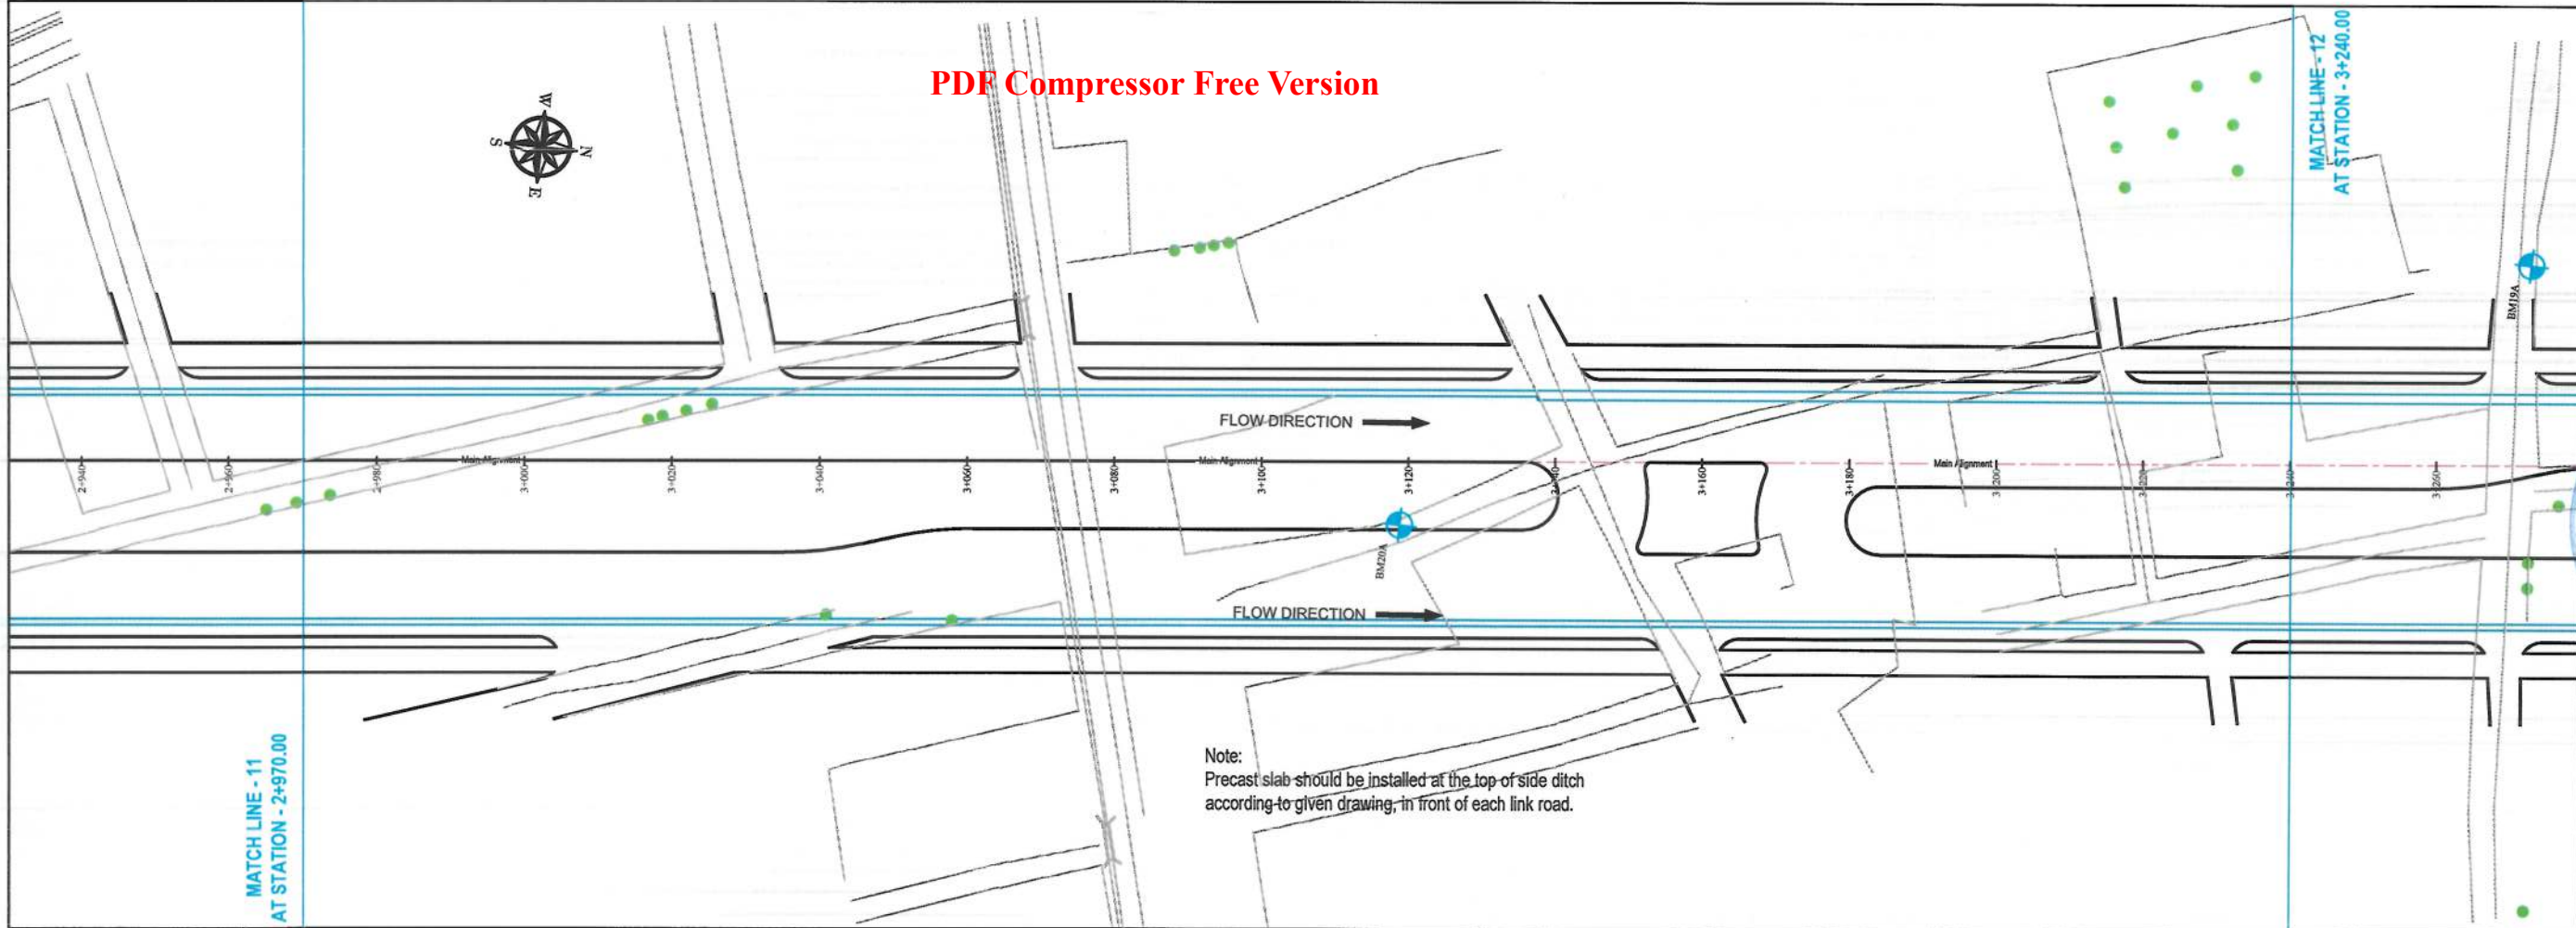 PDF Compressor Free Version
MATCH LINE - 12
AT STATION - 3+240.00
W
S
N
E
BM19A
FLOW DIRECTION
Main Alignment
Main Alignment
Main Alignment
2+940
2+960
2+980
3+000
3+020
3+040
3+060
3+080
3+100
3+120
3+140
3+160
3+180
3+200
3+220
3+240
3+260
BM20A
FLOW DIRECTION
MATCH LINE - 11
AT STATION - 2+970.00
Note:
Precast slab should be installed at the top of side ditch
according to given drawing, in front of each link road.